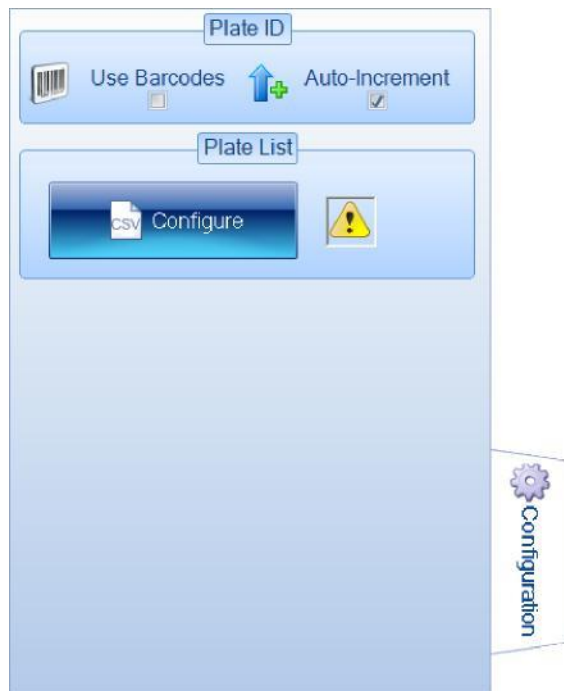 Plate ID
Use Barcodes
Auto-Increment
Plate List
CSV
Configure
Configuration